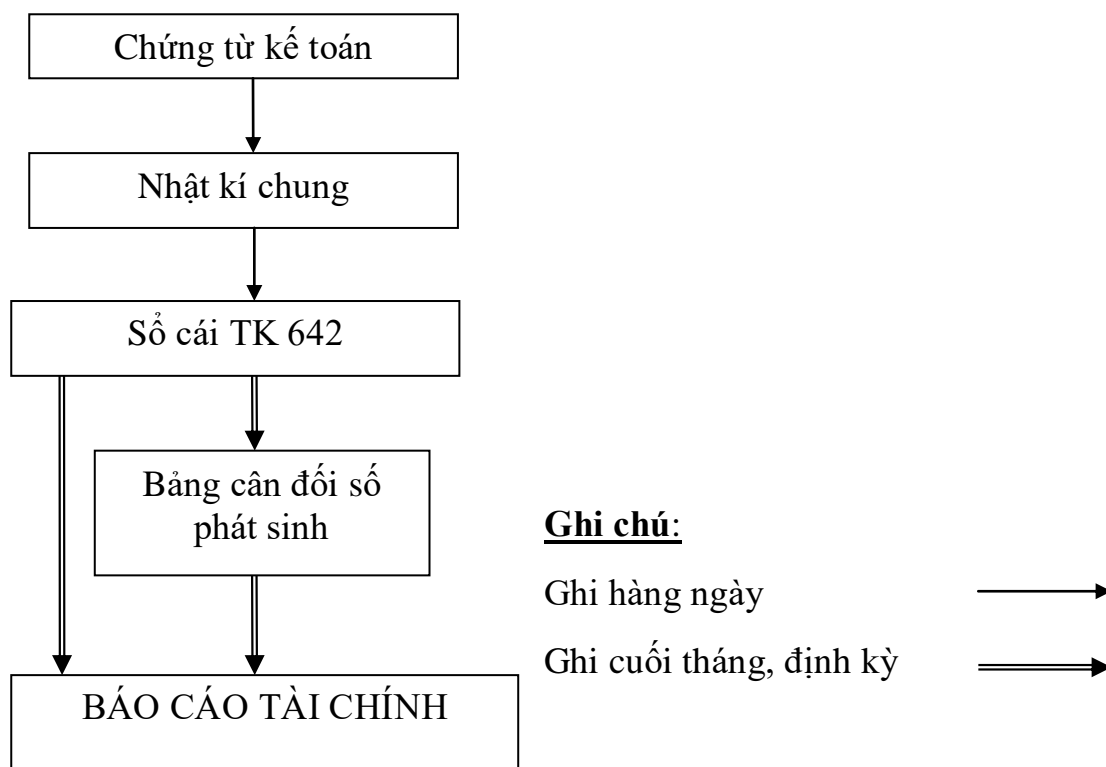 Chứng từ kế toán
Nhật kí chung
Sổ cái TK 642
Bảng cân đối số
phát sinh
Ghi chú:
Ghi hàng ngày
Ghi cuối tháng, định kỳ
BÁO CÁO TÀI CHÍNH